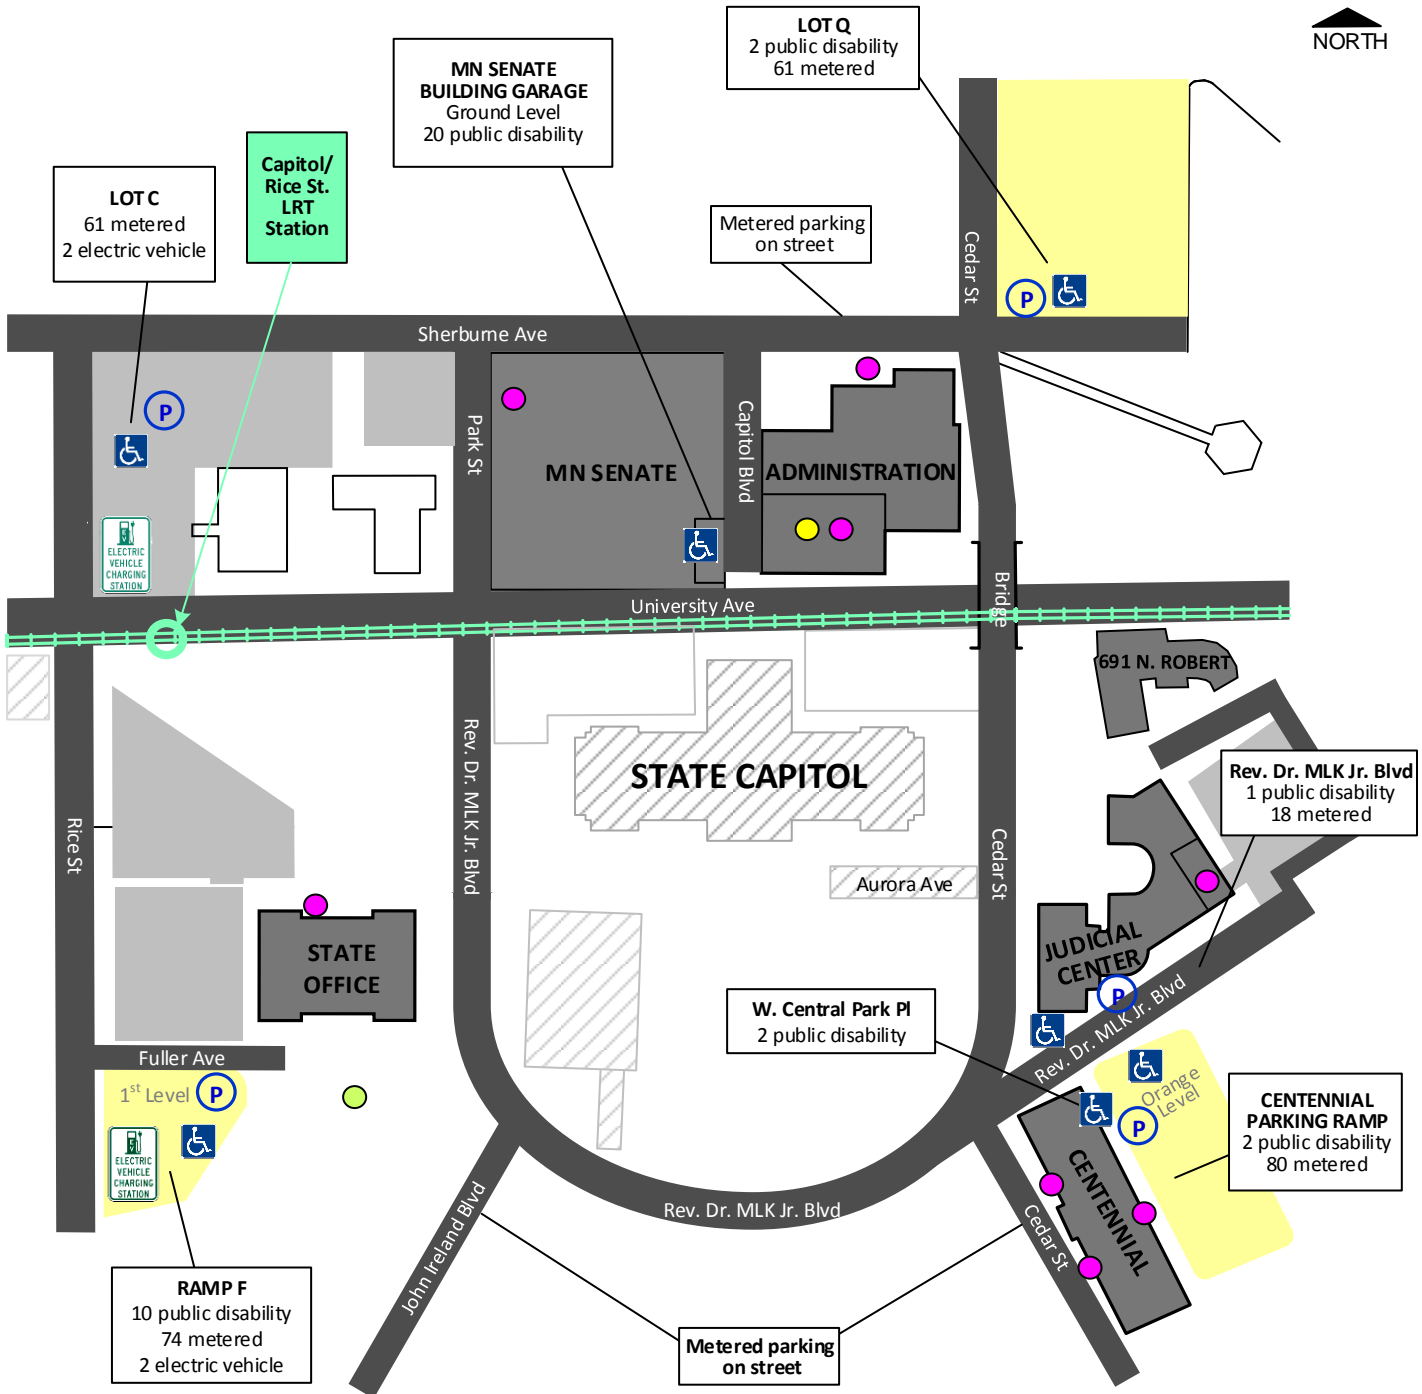 NORTH
LOT Q
2 public disability
61 metered
MN SENATE
BUILDING GARAGE
Ground Level
20 public disability
Capitol/
Rice St.
LRT
Station
LOT C
61 metered
2 electric vehicle
Metered parking
on street
Cedar St
P
Sherburne Ave
P
Park St
MN SENATE
Capitol Blvd
ADMINISTRATION
ELECTRIC
VEHICLE
CHARGING
STATION
University Ave
Bridge
691 N. ROBERT
Rev. Dr. MLK Jr. Blvd
STATE CAPITOL
Rev. Dr. MLK Jr. Blvd
1 public disability
18 metered
Rice St
Cedar St
Aurora Ave
STATE
OFFICE
JUDICIAL
CENTER
P
Rev. Dr. MLK Jr. Blvd
W. Central Park Pl
2 public disability
Fuller Ave
1st Level
P
ELECTRIC
VEHICLE
CHARGING
STATION
Orange
Level
P
CENTENNIAL
PARKING RAMP
2 public disability
80 metered
CENTENNIAL
Rev. Dr. MLK Jr. Blvd
John Ireland Blvd
Cedar St
RAMP F
10 public disability
74 metered
2 electric vehicle
Metered parking
on street